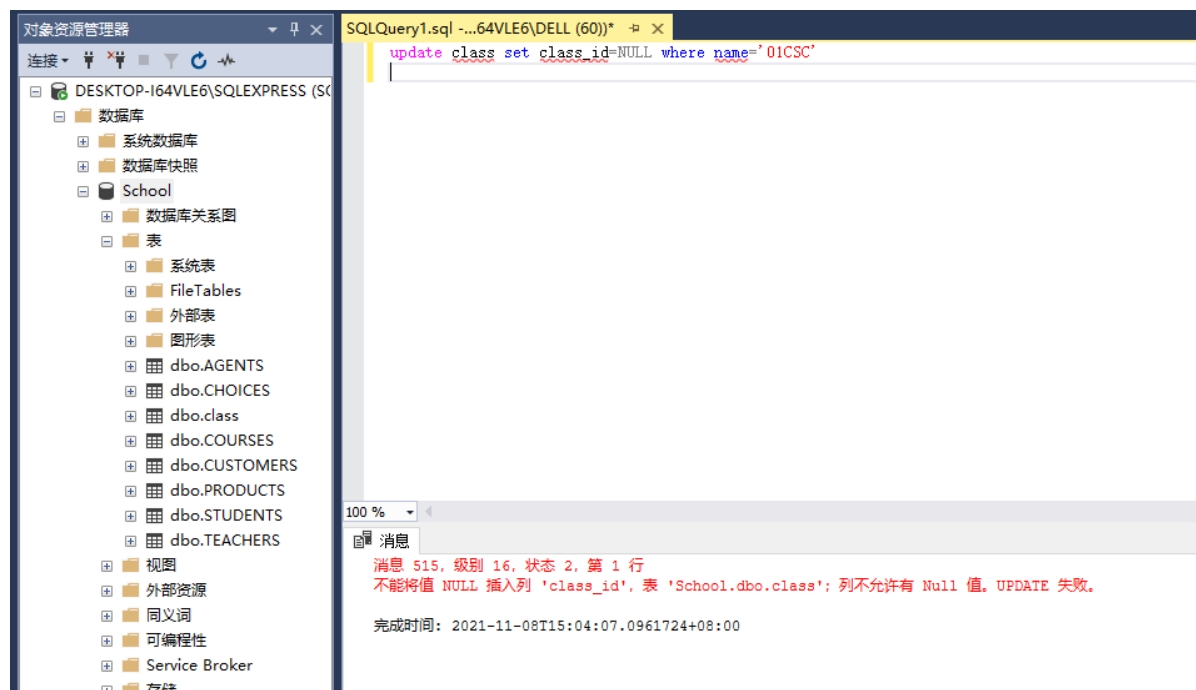 对象资源管理器
连接
DESKTOP-I64VLE6\SQLEXPRESS (S
数据库
系统数据库
数据库快照
School
数据库关系图
表
系统表
FileTables
外部表
图形表
dbo.AGENTS
dbo.CHOICES
dbo.class
dbo.COURSES
dbo.CUSTOMERS
dbo.PRODUCTS
dbo.STUDENTS
dbo.TEACHERS
视图
外部资源
同义词
可编程性
Service Broker
存储
SQLQuery1.sql -...64VLE6\DELL (60))*
update class set class_id=NULL where name='01CSC'
100 %
消息
消息 515，级别 16，状态 2，第 1 行
不能将值 NULL 插入列 'class_id'，表 'School.dbo.class'；列不允许有 Null 值。UPDATE 失败。
完成时间: 2021-11-08T15:04:07.0961724+08:00